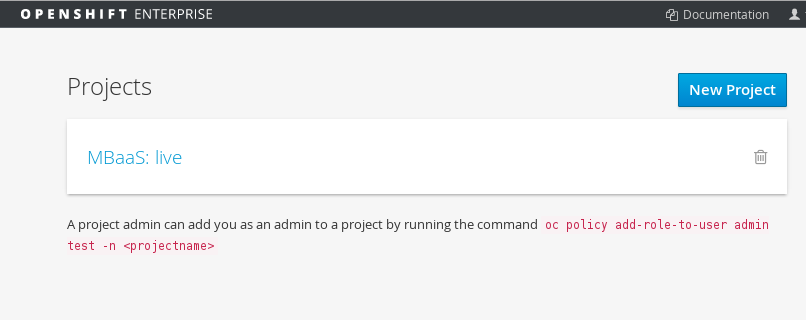 OPENSHIFT ENTERPRISE Documentation
Projects New Project
MBaaS: live
A project admin can add you as an admin to a project by running the command oc policy add-role-to-user admin
test -n <projectname>